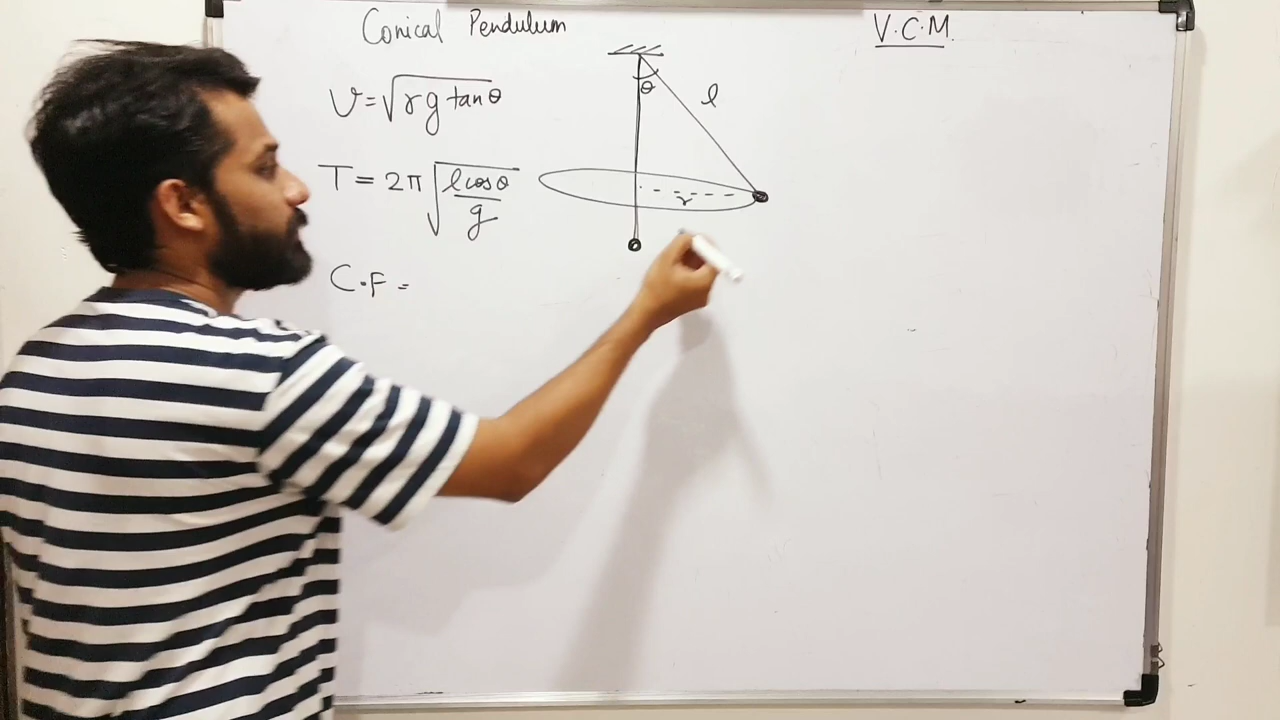 Conical Pendulum
V.C.M.
v = √rg tanθ
θ
l
T = 2π √(l cosθ / g)
r
C.F =